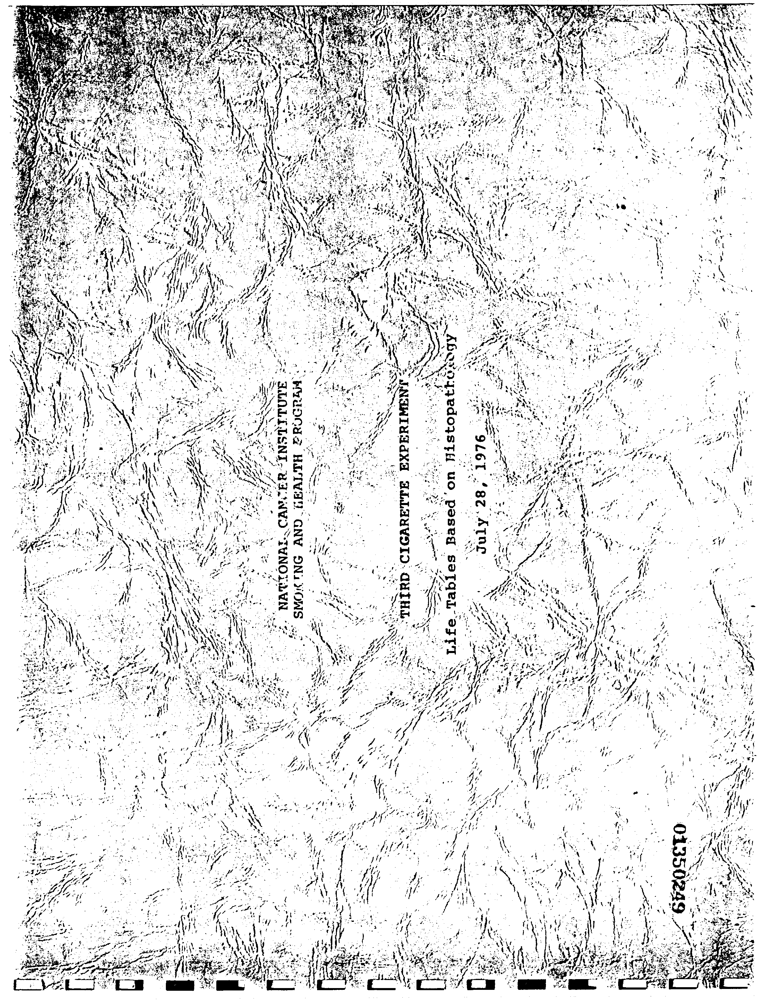 NATIONAL CANCER INSTITUTE
SMOKING AND HEALTH PROGRAM
THIRD CIGARETTE EXPERIMENT
Life Tables Based on Histopathology
July 28, 1976
01350249